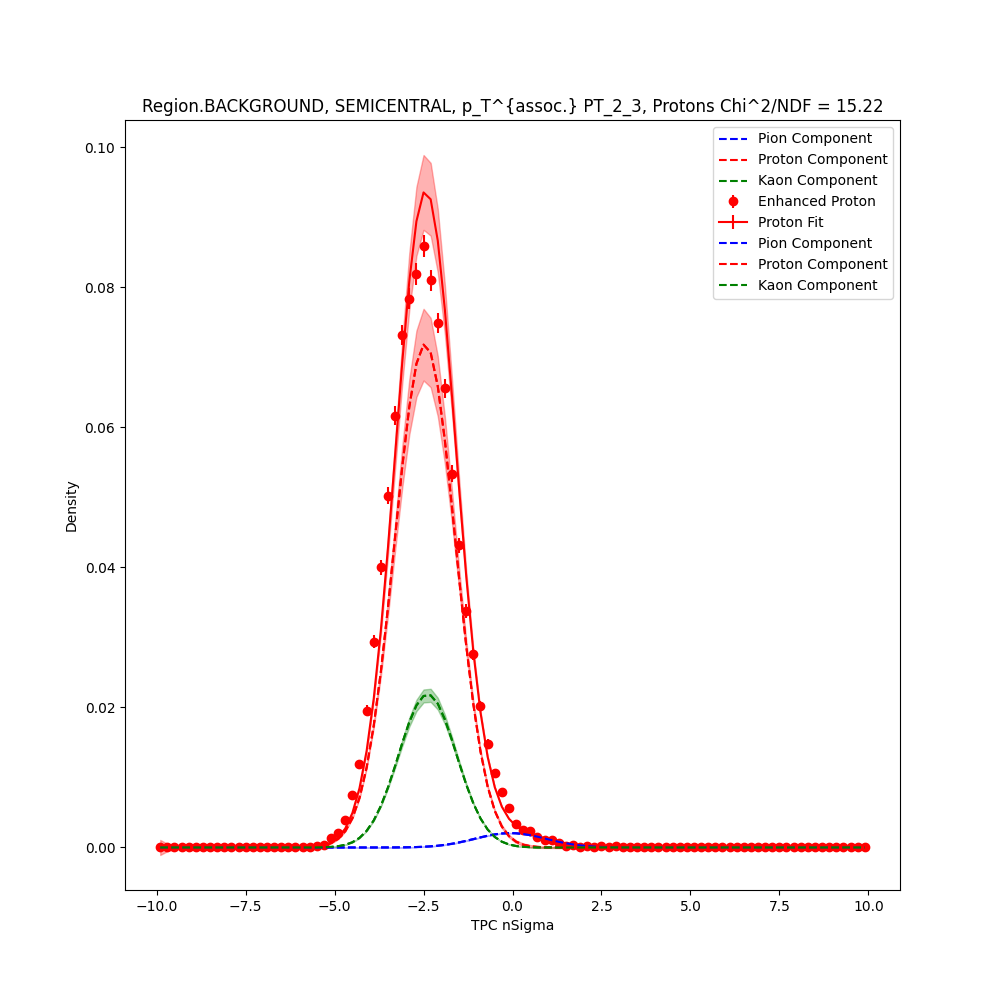 Region.BACKGROUND, SEMICENTRAL, p_T^{assoc.} PT_2_3, Protons Chi^2/NDF = 15.22
Pion Component
Proton Component
Kaon Component
Enhanced Proton
Proton Fit
Pion Component
Proton Component
Kaon Component
0.10
0.08
0.06
0.04
0.02
0.00
Density
−10.0 −7.5 −5.0 −2.5 0.0 2.5 5.0 7.5 10.0
TPC nSigma